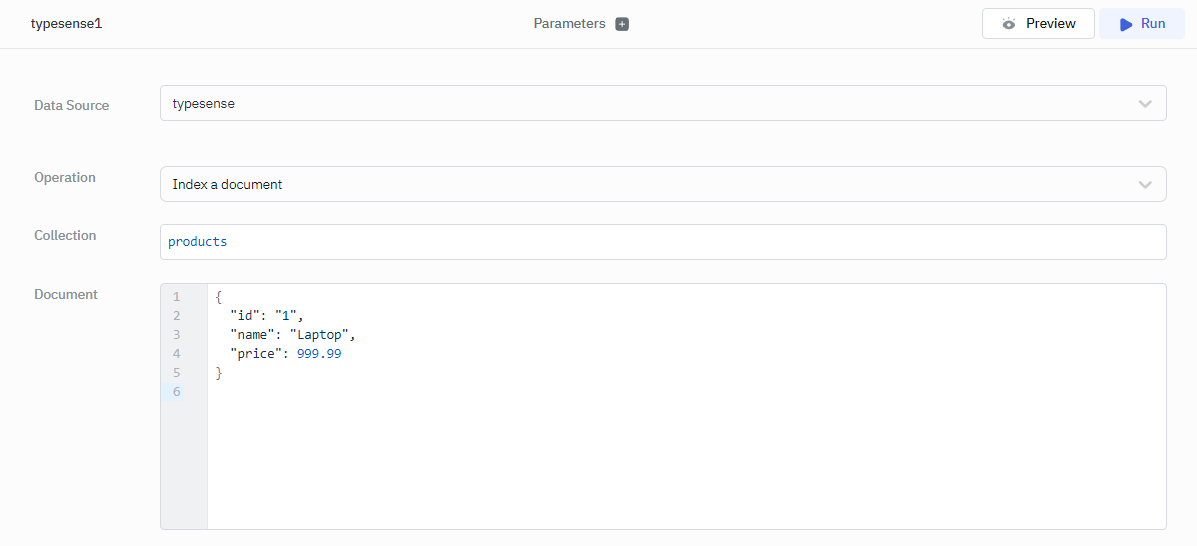 typesense1
Parameters +
Preview
Run
Data Source
typesense
Operation
Index a document
Collection
products
Document
1 {
2   "id": "1",
3   "name": "Laptop",
4   "price": 999.99
5 }
6